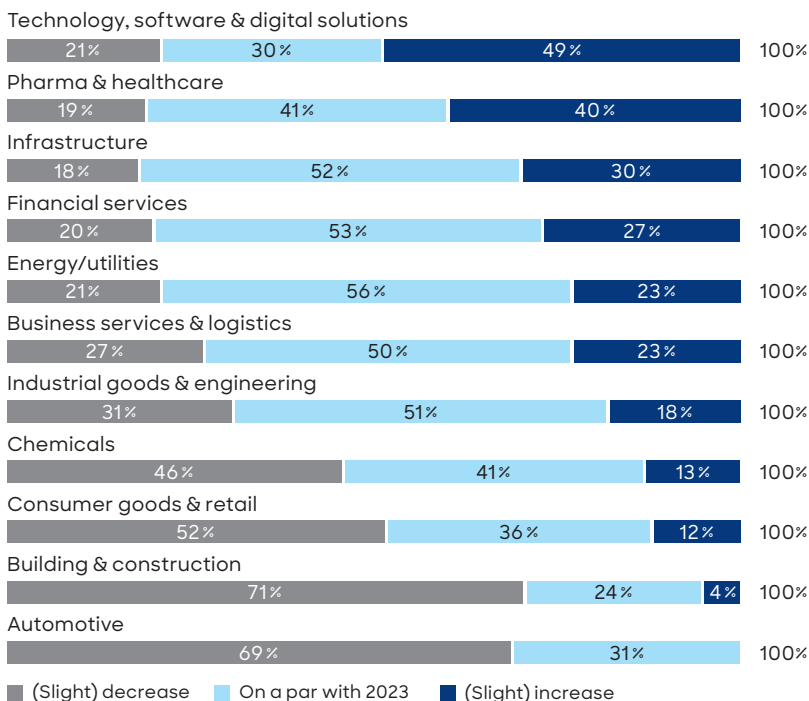 Technology, software & digital solutions
21% 30% 49% 100%
Pharma & healthcare
19% 41% 40% 100%
Infrastructure
18% 52% 30% 100%
Financial services
20% 53% 27% 100%
Energy/utilities
21% 56% 23% 100%
Business services & logistics
27% 50% 23% 100%
Industrial goods & engineering
31% 51% 18% 100%
Chemicals
46% 41% 13% 100%
Consumer goods & retail
52% 36% 12% 100%
Building & construction
71% 24% 4% 100%
Automotive
69% 31% 100%
(Slight) decrease On a par with 2023 (Slight) increase